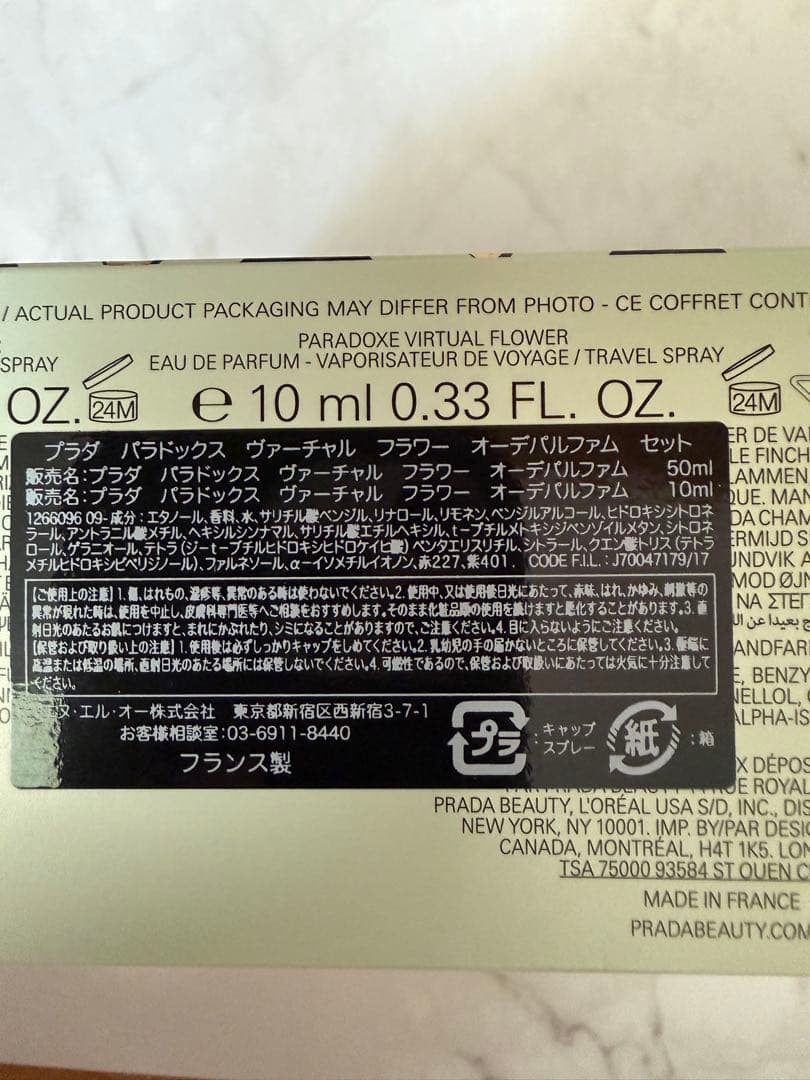 / ACTUAL PRODUCT PACKAGING MAY DIFFER FROM PHOTO - CE COFFRET CONT
PARADOXE VIRTUAL FLOWER
SPRAY
EAU DE PARFUM - VAPORISATEUR DE VOYAGE / TRAVEL SPRAY
OZ. 24M ℮ 10 ml 0.33 FL. OZ. 24M
プラダ パラドックス ヴァーチャル フラワー オーデパルファム セット
販売名:プラダ パラドックス ヴァーチャル フラワー オーデパルファム 50ml
販売名:プラダ パラドックス ヴァーチャル フラワー オーデパルファム 10ml
1266096 09-成分:エタノール、香料、水、サリチル酸ベンジル、リナロール、リモネン、ベンジルアルコール、ヒドロキシシトロネ
ラール、アントラニル酸メチル、ヘキシルシンナマル、サリチル酸エチルヘキシル、t-ブチルメトキシジベンゾイルメタン、シトロネ
ロール、ゲラニオール、テトラ(ジ-t-ブチルヒドロキシヒドロケイヒ酸)ペンタエリスリチル、シトラール、クエン酸トリス(テトラ
メチルヒドロキシピペリジノール)、ファルネソール、α-イソメチルイオノン、赤227、紫401. CODE F.I.L.:J70047179/17
【ご使用上の注意】1.傷、はれもの、湿疹等、異常のある時は使わないでください。2.使用中、又は使用後日光にあたって、赤味、はれ、かゆみ、刺激等の
異常が現れた時は、使用を中止し、皮膚科専門医等へご相談をおすすめします。そのまま化粧品類の使用を続けますと悪化することがあります。3.直
射日光のあたるお肌につけますと、まれにかぶれたり、シミになることがありますので、ご注意ください。4.目に入らないようにご注意ください。
【保管および取り扱い上の注意】1.使用後は必ずしっかりキャップをしめてください。2.乳幼児の手の届かないところに保管してください。3.極端に
高温または低温の場所、直射日光のあたる場所には保管しないでください。4.可燃性であるので、保管および取扱いにあたっては火気に十分注意して
ください。
ヌ・エル・オー株式会社 東京都新宿区西新宿3-7-1
お客様相談室:03-6911-8440
フランス製
プラ :キャップ
スプレー
紙 :箱
ER DE VA
LE FINCH
LAMMEN
QUE. MAN
DA CHAM
ERMIJD S
UNDVIK A
MOD ØJN
ΝΑ ΣΤΕΓ
ANDFAR
E, BENZY
NELLOL,
ALPHA-IS
X DÉPOS
RUE ROYAL
PRADA BEAUTY, L'ORÉAL USA S/D, INC., DIS
NEW YORK, NY 10001. IMP. BY/PAR DESIG
CANADA, MONTRÉAL, H4T 1K5. LON
TSA 75000 93584 ST OUEN C
MADE IN FRANCE
PRADABEAUTY.COM